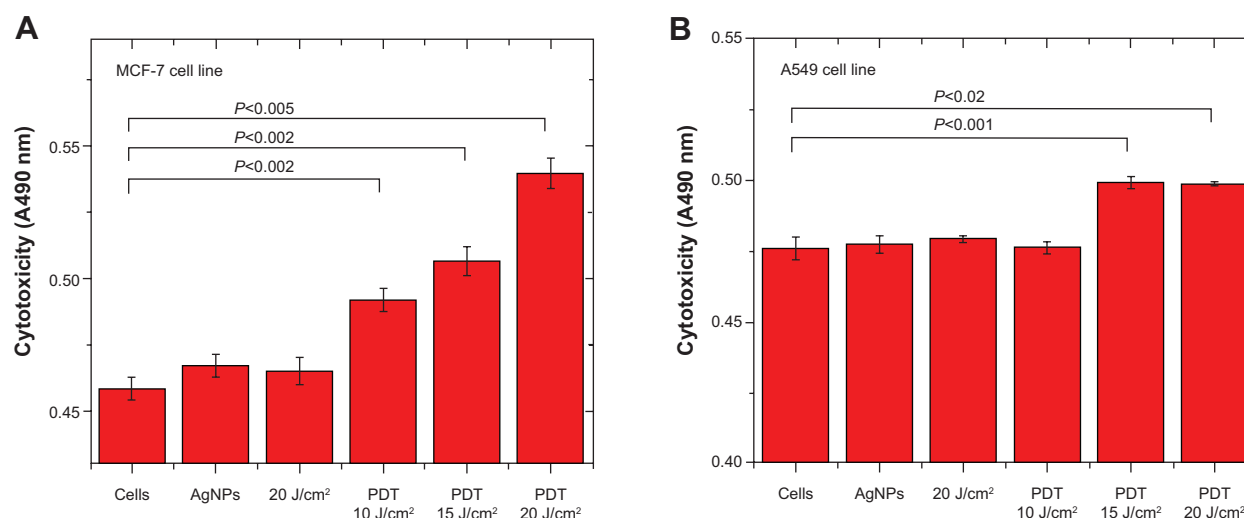 A
MCF-7 cell line
P<0.005
P<0.002
P<0.002
Cytotoxicity (A490 nm)
0.55
0.50
0.45
Cells
AgNPs
20 J/cm²
PDT
10 J/cm²
PDT
15 J/cm²
PDT
20 J/cm²
B
A549 cell line
P<0.02
P<0.001
Cytotoxicity (A490 nm)
0.55
0.50
0.45
0.40
Cells
AgNPs
20 J/cm²
PDT
10 J/cm²
PDT
15 J/cm²
PDT
20 J/cm²